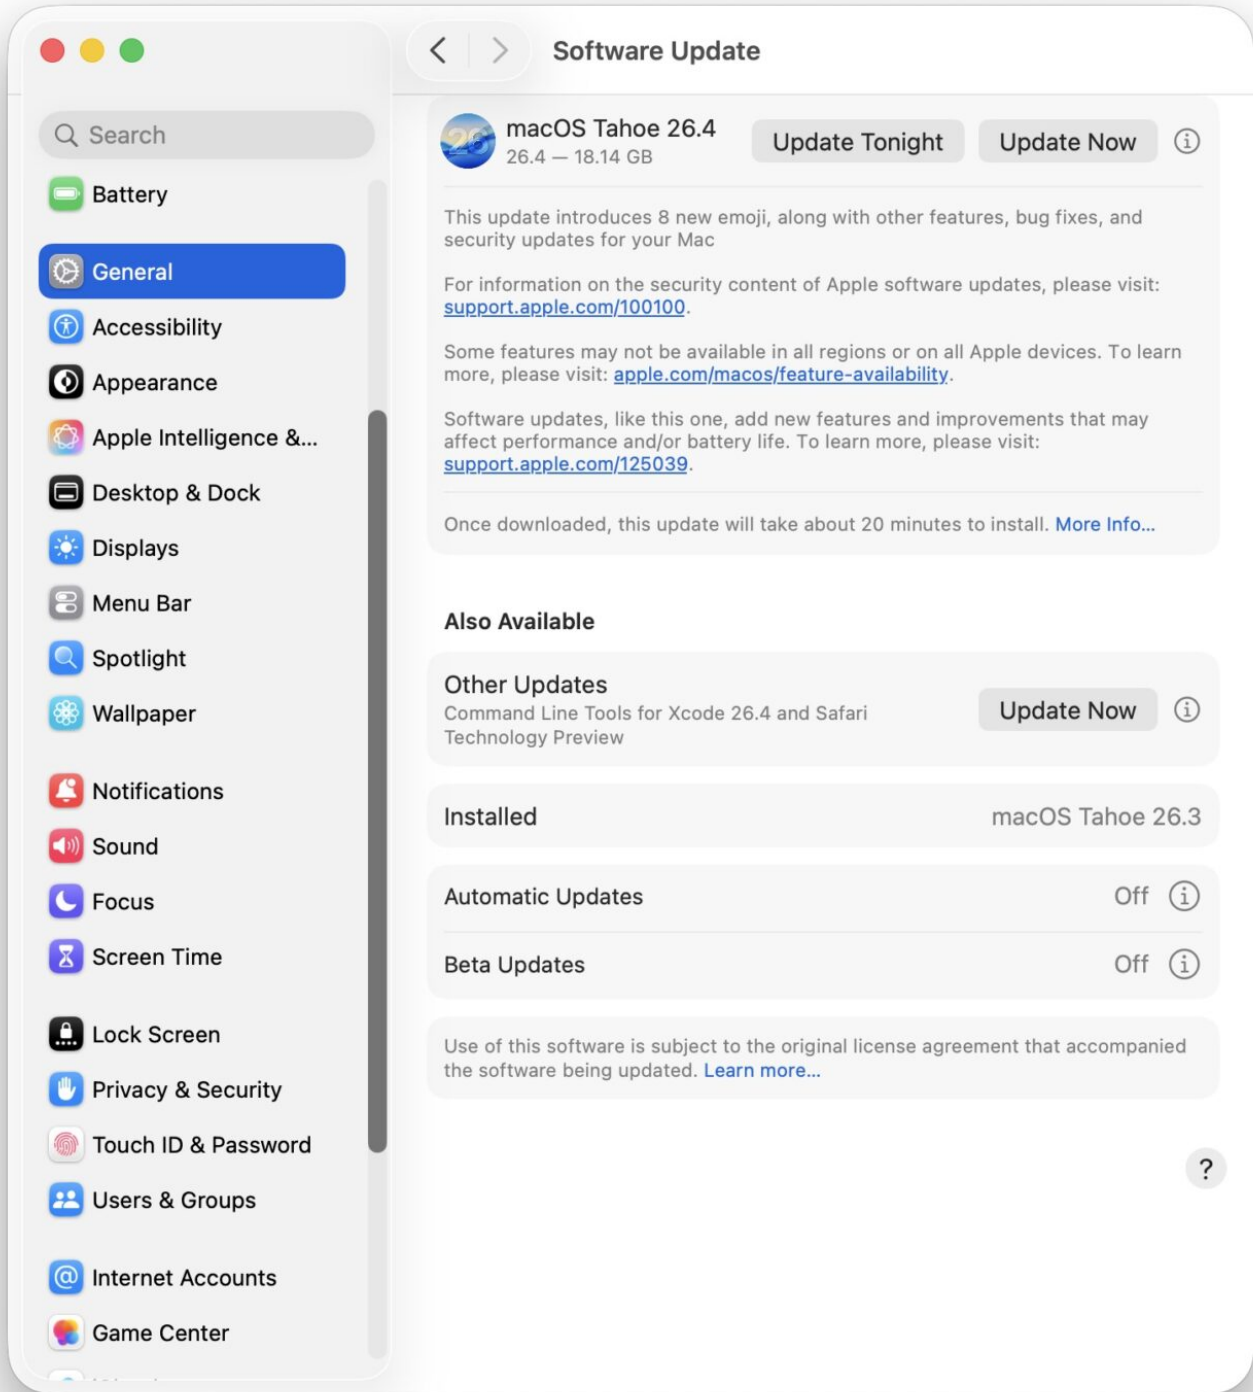 Software Update
Search
Battery
General
Accessibility
Appearance
Apple Intelligence &...
Desktop & Dock
Displays
Menu Bar
Spotlight
Wallpaper
Notifications
Sound
Focus
Screen Time
Lock Screen
Privacy & Security
Touch ID & Password
Users & Groups
Internet Accounts
Game Center
26
macOS Tahoe 26.4
26.4 — 18.14 GB
Update Tonight
Update Now
This update introduces 8 new emoji, along with other features, bug fixes, and
security updates for your Mac
For information on the security content of Apple software updates, please visit:
support.apple.com/100100.
Some features may not be available in all regions or on all Apple devices. To learn
more, please visit: apple.com/macos/feature-availability.
Software updates, like this one, add new features and improvements that may
affect performance and/or battery life. To learn more, please visit:
support.apple.com/125039.
Once downloaded, this update will take about 20 minutes to install. More Info...
Also Available
Other Updates
Command Line Tools for Xcode 26.4 and Safari
Technology Preview
Update Now
Installed
macOS Tahoe 26.3
Automatic Updates
Off
Beta Updates
Off
Use of this software is subject to the original license agreement that accompanied
the software being updated. Learn more...
?